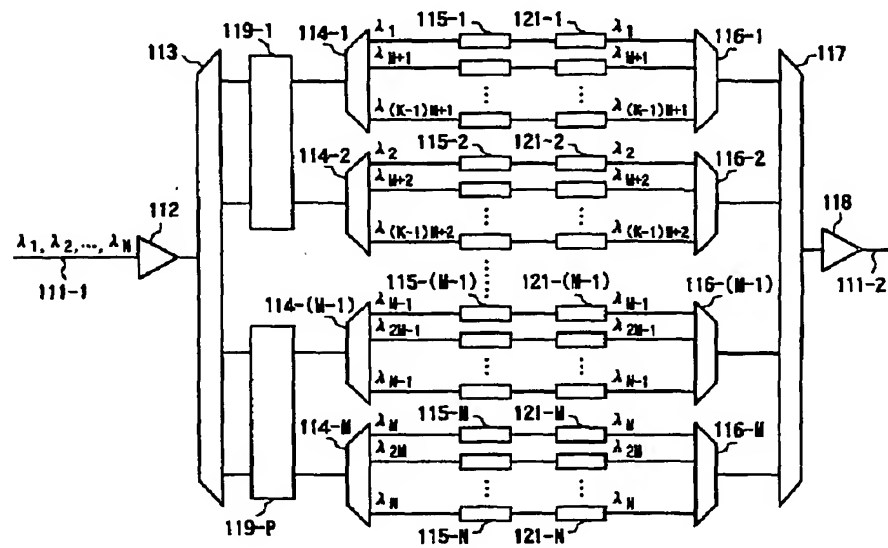 113
119-1
114-1
λ1
115-1
121-1
λ1
116-1
117
λM+1
λM+1
λ(K-1)M+1
λ(K-1)M+1
114-2
λ2
115-2
121-2
λ2
116-2
λM+2
λM+2
112
118
λ(K-1)M+2
λ(K-1)M+2
λ1, λ2, ..., λN
111-1
111-2
114-(M-1)
λM-1
115-(M-1)
121-(M-1)
λM-1
116-(M-1)
λ2M-1
λ2M-1
λN-1
λN-1
114-M
λM
115-M
121-M
λM
116-M
λ2M
λ2M
λN
λN
119-P
115-N
121-N